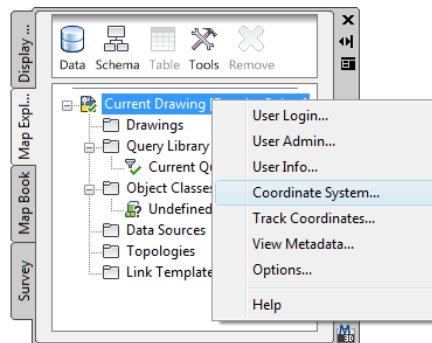 Display ...
Map Expl...
Map Book
Survey
Data Schema Table Tools Remove
Current Drawing
Drawings
Query Library
Current Qu
Object Classes
Undefined
Data Sources
Topologies
Link Template
User Login...
User Admin...
User Info...
Coordinate System...
Track Coordinates...
View Metadata...
Options...
Help